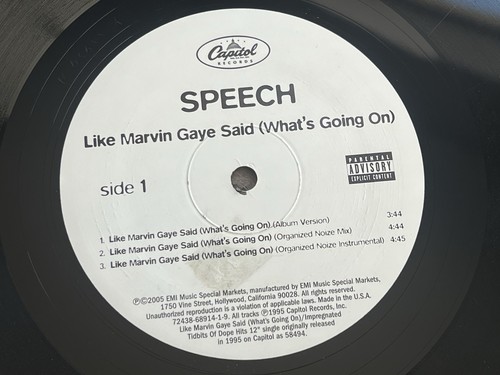 Capitol
RECORDS
SPEECH
Like Marvin Gaye Said (What's Going On)
side 1
PARENTAL
ADVISORY
EXPLICIT CONTENT
1. Like Marvin Gaye Said (What's Going On) (Album Version) 3:44
2. Like Marvin Gaye Said (What's Going On) (Organized Noize Mix) 4:44
3. Like Marvin Gaye Said (What's Going On) (Organized Noize Instrumental) 4:45
ⓅⒸ2005 EMI Music Special Markets, manufactured by EMI Music Special Markets,
1750 Vine Street, Hollywood, California 90028. All rights reserved.
Unauthorized reproduction is a violation of applicable laws. Made in the U.S.A.
72438-68914-1-9. All tracks Ⓟ1995 Capitol Records, Inc.
Like Marvin Gaye Said (What's Going On)/Impregnated
Tidbits Of Dope Hits 12" single originally released
in 1995 on Capitol as 58494.